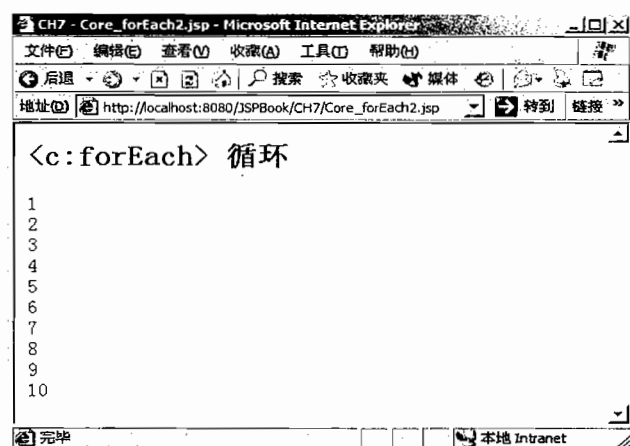 CH7 - Core_forEach2.jsp - Microsoft Internet Explorer
文件(F) 编辑(E) 查看(V) 收藏(A) 工具(T) 帮助(H)
后退 搜索 收藏夹 媒体
地址(D) http://localhost:8080/JSPBook/CH7/Core_forEach2.jsp 转到 链接 »
<c:forEach> 循环
1
2
3
4
5
6
7
8
9
10
完毕 本地 Intranet